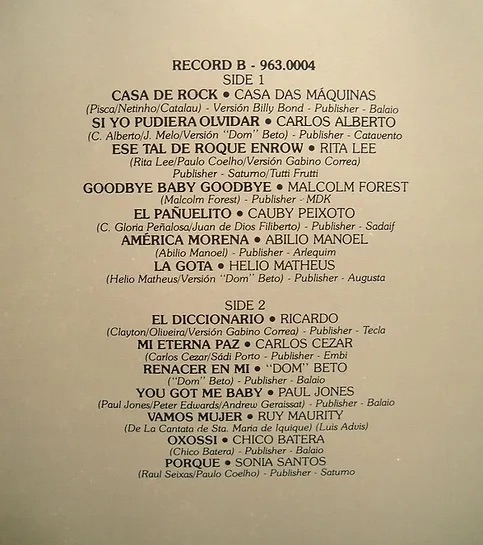 RECORD B - 963.0004
SIDE 1
CASA DE ROCK • CASA DAS MÁQUINAS
(Pisca/Netinho/Catalau) - Versión Billy Bond - Publisher - Balaio
SI YO PUDIERA OLVIDAR • CARLOS ALBERTO
(C. Alberto/J. Melo/Versión "Dom" Beto) - Publisher - Catavento
ESE TAL DE ROQUE ENROW • RITA LEE
(Rita Lee/Paulo Coelho/Versión Gabino Correa)
Publisher - Saturno/Tutti Frutti
GOODBYE BABY GOODBYE • MALCOLM FOREST
(Malcolm Forest) - Publisher - MDK
EL PAÑUELITO • CAUBY PEIXOTO
(C. Gloria Peñalosa/Juan de Dios Filiberto) - Publisher - Sadaif
AMÉRICA MORENA • ABILIO MANOEL
(Abilio Manoel) - Publisher - Arlequim
LA GOTA • HELIO MATHEUS
(Helio Matheus/Versión "Dom" Beto) - Publisher - Augusta
SIDE 2
EL DICCIONARIO • RICARDO
(Clayton/Oliveira/Versión Gabino Correa) - Publisher - Tecla
MI ETERNA PAZ • CARLOS CEZAR
(Carlos Cezar/Sádi Porto - Publisher - Embi
RENACER EN MI • "DOM" BETO
("Dom" Beto) - Publisher - Balaio
YOU GOT ME BABY • PAUL JONES
(Paul Jones/Peter Edwards/Andrew Geraissat) - Publisher - Balaio
VAMOS MUJER • RUY MAURITY
(De La Cantata de Sta. Maria de Iquique) (Luis Advis)
OXOSSI • CHICO BATERA
(Chico Batera) - Publisher - Balaio
PORQUE • SONIA SANTOS
(Raul Seixas/Paulo Coelho) - Publisher - Saturno